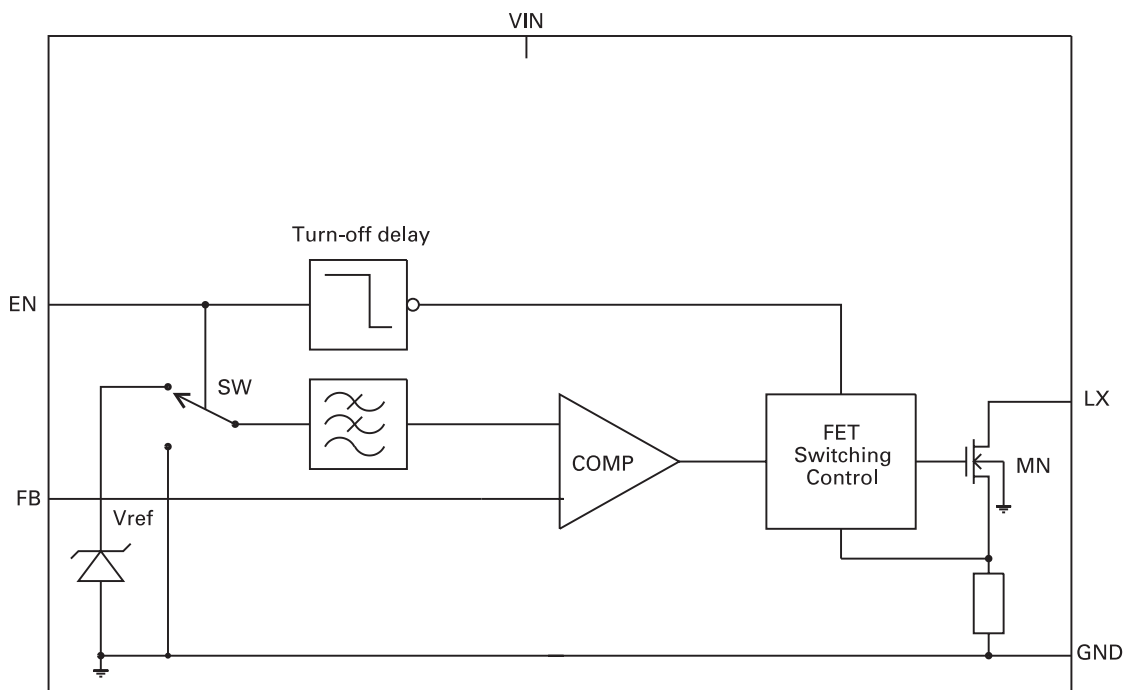 VIN
Turn-off delay
EN
SW
LX
COMP
FET
Switching
Control
MN
FB
Vref
GND